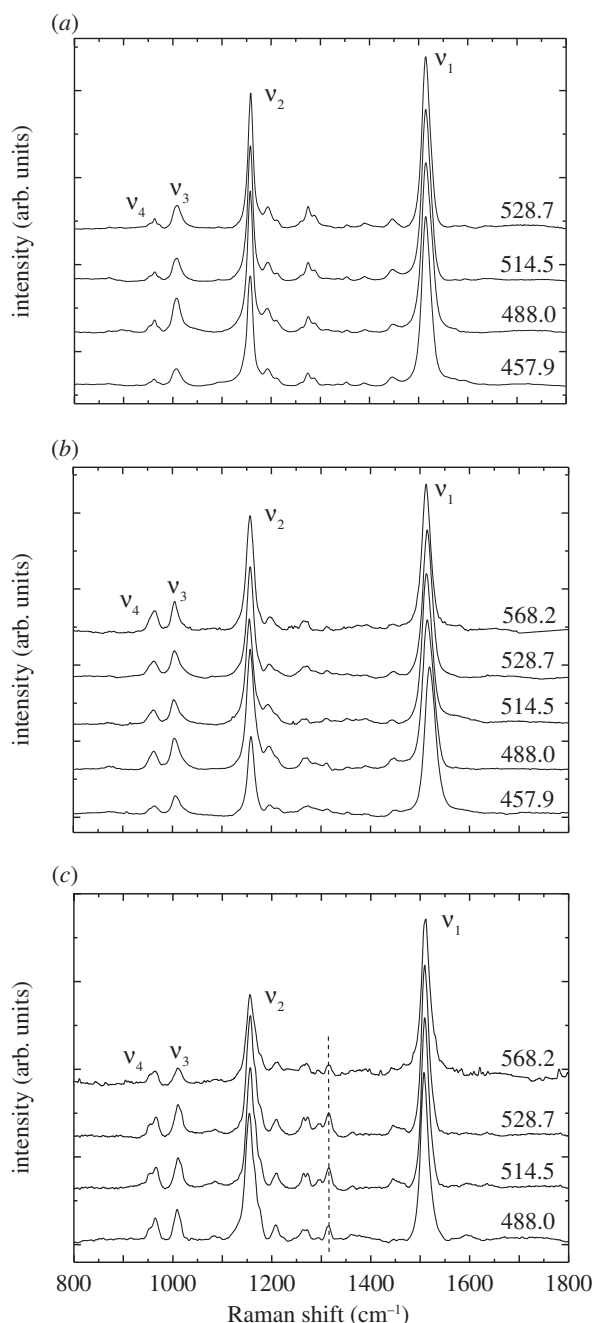 (a)
intensity (arb. units)
ν4
ν3
ν2
ν1
528.7
514.5
488.0
457.9
(b)
intensity (arb. units)
ν4
ν3
ν2
ν1
568.2
528.7
514.5
488.0
457.9
(c)
intensity (arb. units)
ν4
ν3
ν2
ν1
568.2
528.7
514.5
488.0
800 1000 1200 1400 1600 1800
Raman shift (cm–1)